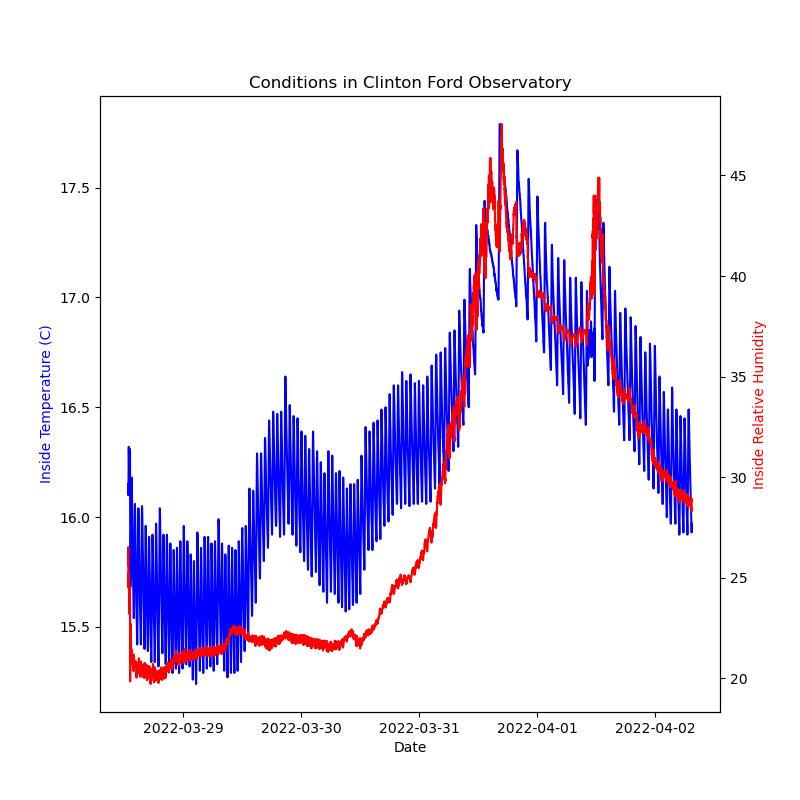 Conditions in Clinton Ford Observatory
17.5
17.0
16.5
16.0
15.5
Inside Temperature (C)
45
40
35
30
25
20
Inside Relative Humidity
2022-03-29 2022-03-30 2022-03-31 2022-04-01 2022-04-02
Date